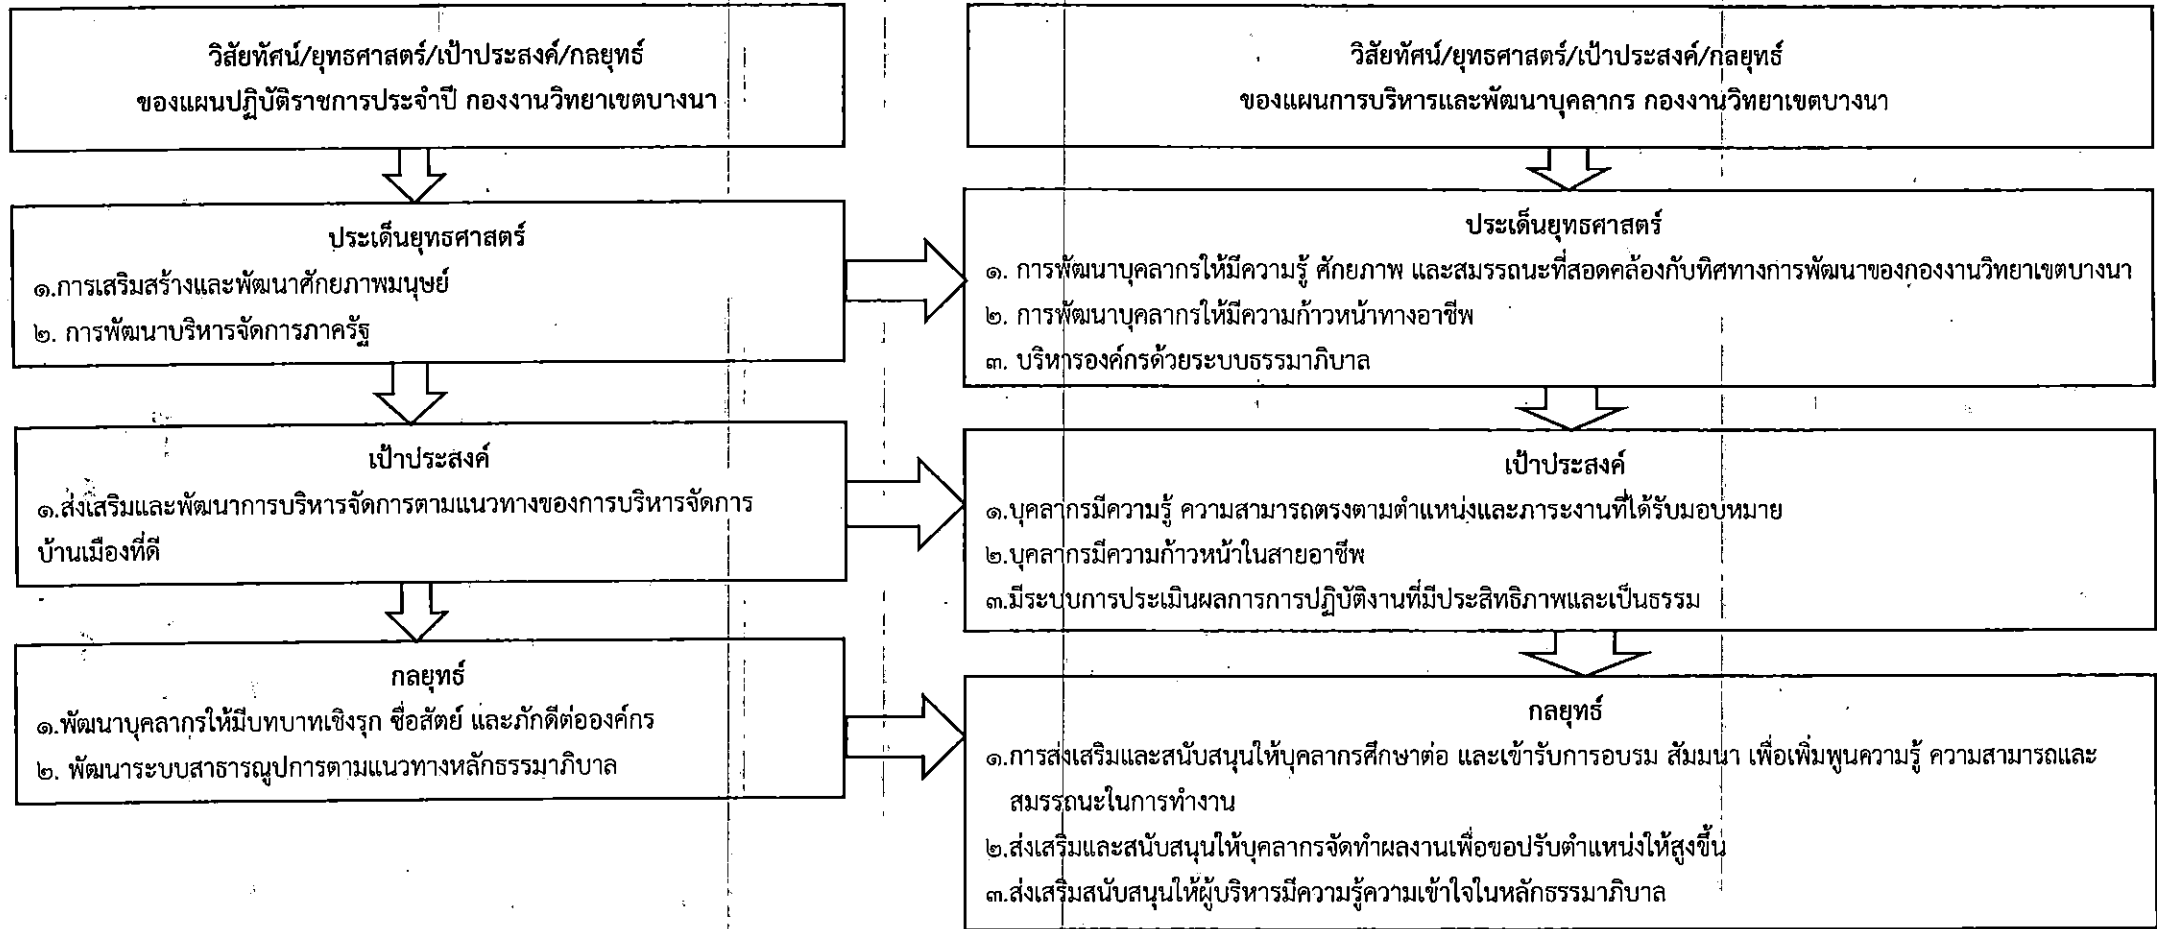 วิสัยทัศน์/ยุทธศาสตร์/เป้าประสงค์/กลยุทธ์
ของแผนปฏิบัติราชการประจำปี กองงานวิทยาเขตบางนา
ประเด็นยุทธศาสตร์
๑.การเสริมสร้างและพัฒนาศักยภาพมนุษย์
๒. การพัฒนาบริหารจัดการภาครัฐ
เป้าประสงค์
๑.ส่งเสริมและพัฒนาการบริหารจัดการตามแนวทางของการบริหารจัดการ
บ้านเมืองที่ดี
กลยุทธ์
๑.พัฒนาบุคลากรให้มีบทบาทเชิงรุก ซื่อสัตย์ และภักดีต่อองค์กร
๒. พัฒนาระบบสาธารณูปการตามแนวทางหลักธรรมาภิบาล
วิสัยทัศน์/ยุทธศาสตร์/เป้าประสงค์/กลยุทธ์
ของแผนการบริหารและพัฒนาบุคลากร กองงานวิทยาเขตบางนา
ประเด็นยุทธศาสตร์
๑. การพัฒนาบุคลากรให้มีความรู้ ศักยภาพ และสมรรถนะที่สอดคล้องกับทิศทางการพัฒนาของกองงานวิทยาเขตบางนา
๒. การพัฒนาบุคลากรให้มีความก้าวหน้าทางอาชีพ
๓. บริหารองค์กรด้วยระบบธรรมาภิบาล
เป้าประสงค์
๑.บุคลากรมีความรู้ ความสามารถตรงตามตำแหน่งและภาระงานที่ได้รับมอบหมาย
๒.บุคลากรมีความก้าวหน้าในสายอาชีพ
๓.มีระบบการประเมินผลการการปฏิบัติงานที่มีประสิทธิภาพและเป็นธรรม
กลยุทธ์
๑.การส่งเสริมและสนับสนุนให้บุคลากรศึกษาต่อ และเข้ารับการอบรม สัมมนา เพื่อเพิ่มพูนความรู้ ความสามารถและ
สมรรถนะในการทำงาน
๒.ส่งเสริมและสนับสนุนให้บุคลากรจัดทำผลงานเพื่อขอปรับตำแหน่งให้สูงขึ้น
๓.ส่งเสริมสนับสนุนให้ผู้บริหารมีความรู้ความเข้าใจในหลักธรรมาภิบาล